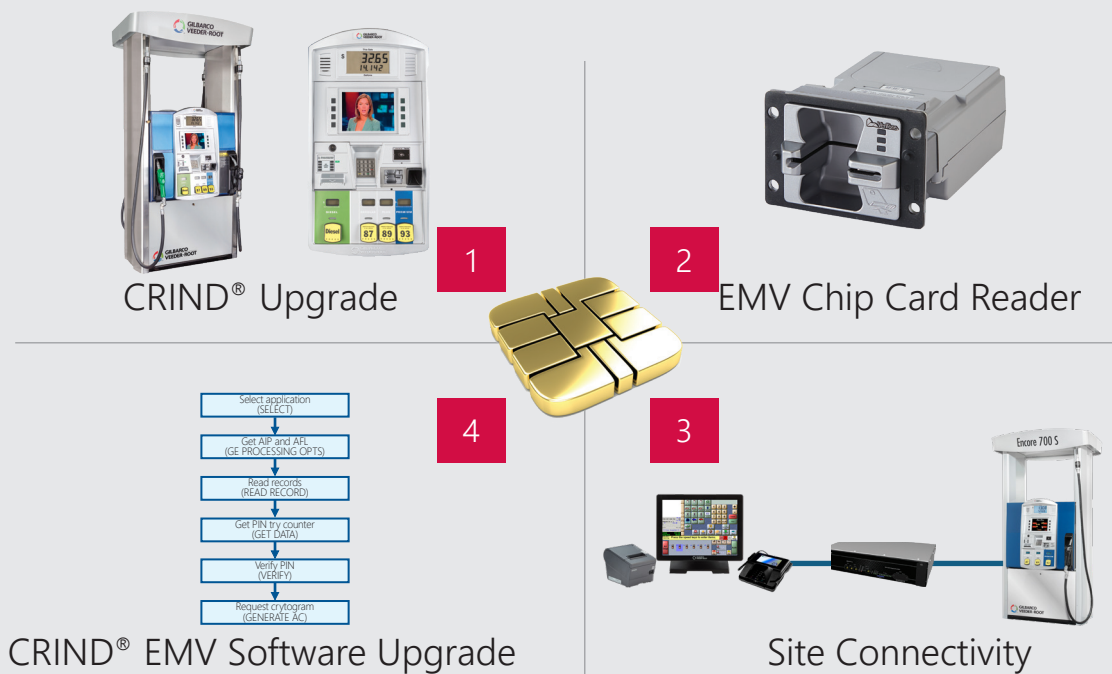 GILBARCO
VEEDER-ROOT
GILBARCO
VEEDER-ROOT
3265
14.142
Diesel
87 89 93
GILBARCO
VEEDER-ROOT
1
2
CRIND® Upgrade
EMV Chip Card Reader
Select application
(SELECT)
Get AIP and AFL
(GE PROCESSING OPTS)
Read records
(READ RECORD)
Get PIN try counter
(GET DATA)
Verify PIN
(VERIFY)
Request crytogram
(GENERATE AC)
4
3
Encore 700 S
GILBARCO
VEEDER-ROOT
CRIND® EMV Software Upgrade
Site Connectivity